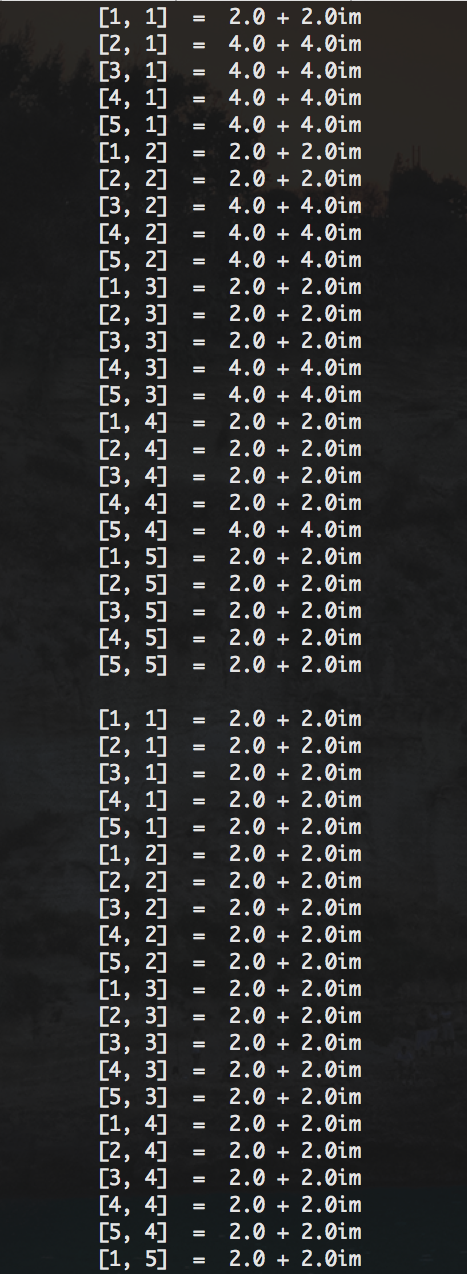 [1, 1]  =  2.0 + 2.0im
[2, 1]  =  4.0 + 4.0im
[3, 1]  =  4.0 + 4.0im
[4, 1]  =  4.0 + 4.0im
[5, 1]  =  4.0 + 4.0im
[1, 2]  =  2.0 + 2.0im
[2, 2]  =  2.0 + 2.0im
[3, 2]  =  4.0 + 4.0im
[4, 2]  =  4.0 + 4.0im
[5, 2]  =  4.0 + 4.0im
[1, 3]  =  2.0 + 2.0im
[2, 3]  =  2.0 + 2.0im
[3, 3]  =  2.0 + 2.0im
[4, 3]  =  4.0 + 4.0im
[5, 3]  =  4.0 + 4.0im
[1, 4]  =  2.0 + 2.0im
[2, 4]  =  2.0 + 2.0im
[3, 4]  =  2.0 + 2.0im
[4, 4]  =  2.0 + 2.0im
[5, 4]  =  4.0 + 4.0im
[1, 5]  =  2.0 + 2.0im
[2, 5]  =  2.0 + 2.0im
[3, 5]  =  2.0 + 2.0im
[4, 5]  =  2.0 + 2.0im
[5, 5]  =  2.0 + 2.0im

[1, 1]  =  2.0 + 2.0im
[2, 1]  =  2.0 + 2.0im
[3, 1]  =  2.0 + 2.0im
[4, 1]  =  2.0 + 2.0im
[5, 1]  =  2.0 + 2.0im
[1, 2]  =  2.0 + 2.0im
[2, 2]  =  2.0 + 2.0im
[3, 2]  =  2.0 + 2.0im
[4, 2]  =  2.0 + 2.0im
[5, 2]  =  2.0 + 2.0im
[1, 3]  =  2.0 + 2.0im
[2, 3]  =  2.0 + 2.0im
[3, 3]  =  2.0 + 2.0im
[4, 3]  =  2.0 + 2.0im
[5, 3]  =  2.0 + 2.0im
[1, 4]  =  2.0 + 2.0im
[2, 4]  =  2.0 + 2.0im
[3, 4]  =  2.0 + 2.0im
[4, 4]  =  2.0 + 2.0im
[5, 4]  =  2.0 + 2.0im
[1, 5]  =  2.0 + 2.0im